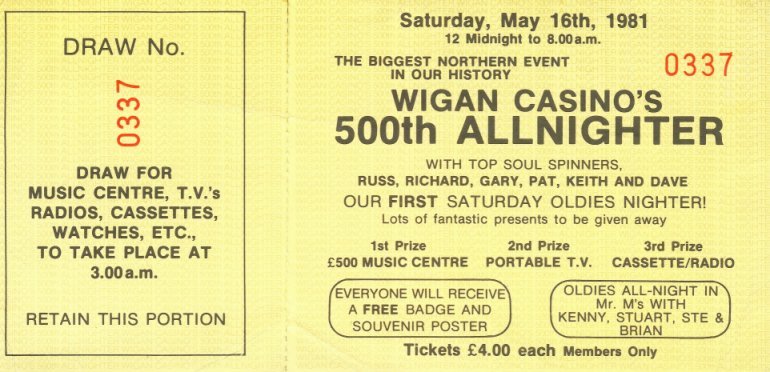 DRAW No.
0337
DRAW FOR
MUSIC CENTRE, T.V.'s
RADIOS, CASSETTES,
WATCHES, ETC.,
TO TAKE PLACE AT
3.00 a.m.
RETAIN THIS PORTION
Saturday, May 16th, 1981
12 Midnight to 8.00 a.m.
THE BIGGEST NORTHERN EVENT
IN OUR HISTORY
0337
WIGAN CASINO'S
500th ALLNIGHTER
WITH TOP SOUL SPINNERS,
RUSS, RICHARD, GARY, PAT, KEITH AND DAVE
OUR FIRST SATURDAY OLDIES NIGHTER!
Lots of fantastic presents to be given away
1st Prize 2nd Prize 3rd Prize
£500 MUSIC CENTRE PORTABLE T.V. CASSETTE/RADIO
EVERYONE WILL RECEIVE
A FREE BADGE AND
SOUVENIR POSTER
OLDIES ALL-NIGHT IN
Mr. M's WITH
KENNY, STUART, STE &
BRIAN
Tickets £4.00 each Members Only